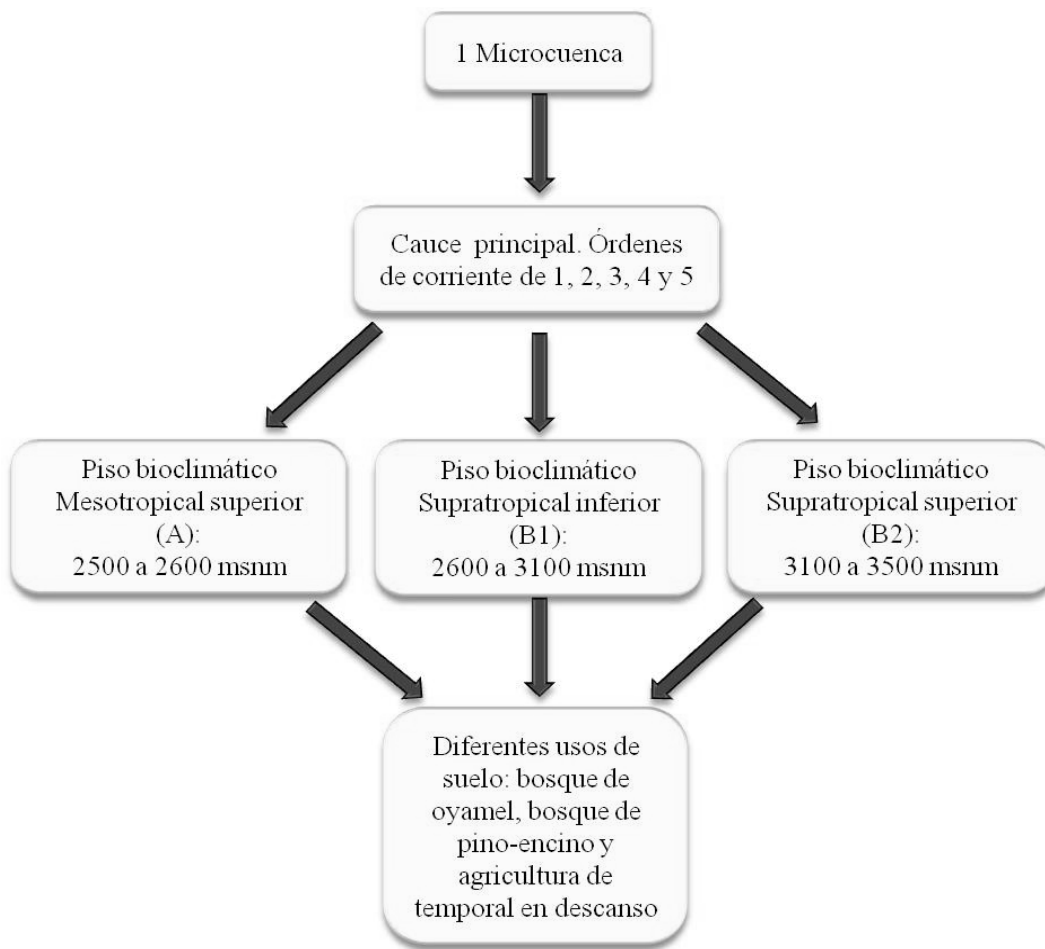 1 Microcuenca
Cauce principal. Órdenes
de corriente de 1, 2, 3, 4 y 5
Piso bioclimático
Mesotropical superior
(A):
2500 a 2600 msnm
Piso bioclimático
Supratropical inferior
(B1):
2600 a 3100 msnm
Piso bioclimático
Supratropical superior
(B2):
3100 a 3500 msnm
Diferentes usos de
suelo: bosque de
oyamel, bosque de
pino-encino y
agricultura de
temporal en descanso